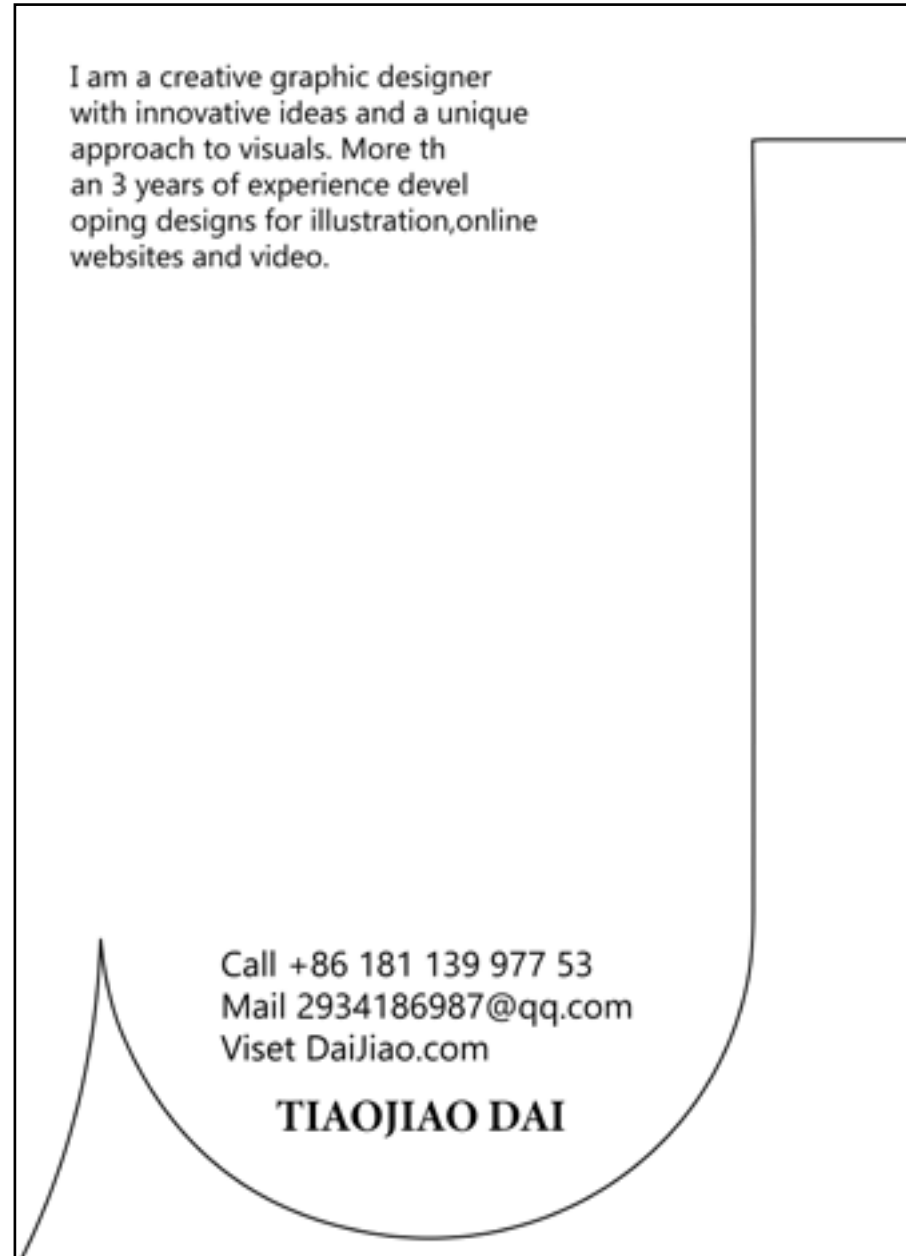 I am a creative graphic designer
with innovative ideas and a unique
approach to visuals. More th
an 3 years of experience devel
oping designs for illustration,online
websites and video.
Call +86 181 139 977 53
Mail 2934186987@qq.com
Viset DaiJiao.com
TIAOJIAO DAI